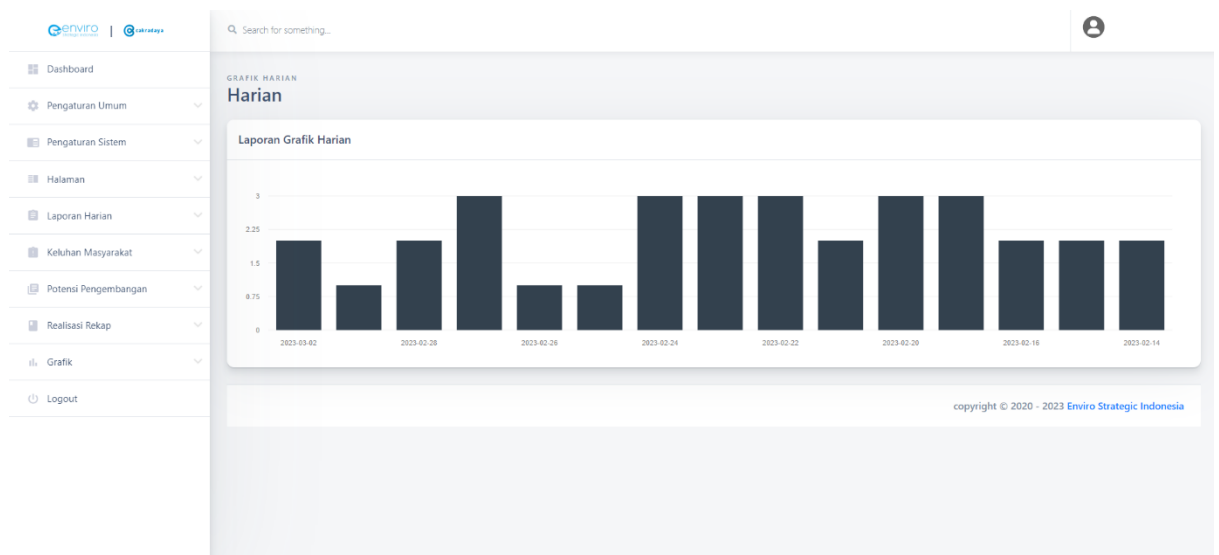 enviro | cakradaya
Search for something...
Dashboard
Pengaturan Umum
Pengaturan Sistem
Halaman
Laporan Harian
Keluhan Masyarakat
Potensi Pengembangan
Realisasi Rekap
Grafik
Logout
GRAFIK HARIAN
Harian
Laporan Grafik Harian
3
2.25
1.5
0.75
0
2023-03-02 2023-02-28 2023-02-26 2023-02-24 2023-02-22 2023-02-20 2023-02-16 2023-02-14
copyright © 2020 - 2023 Enviro Strategic Indonesia